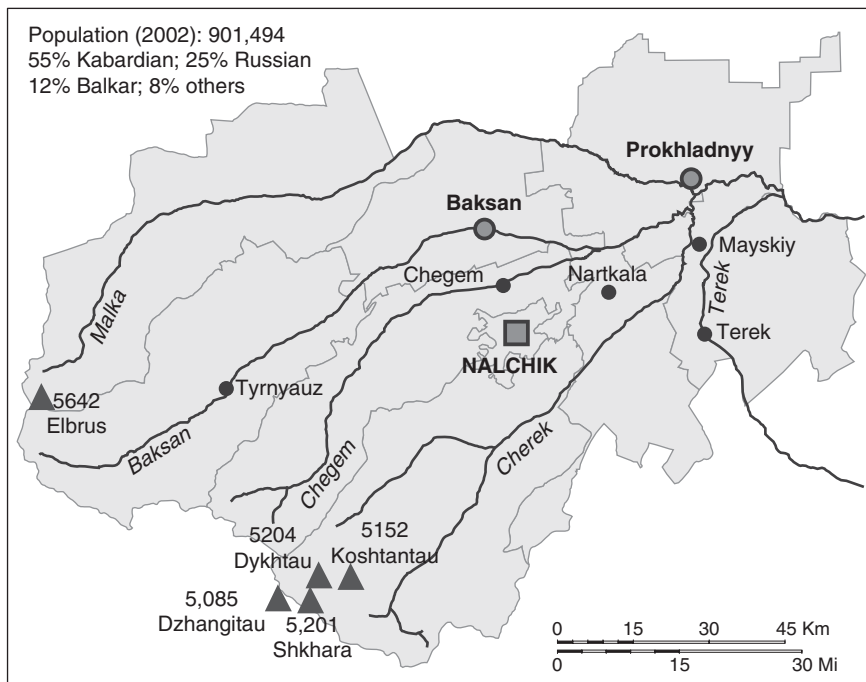 Population (2002): 901,494
55% Kabardian; 25% Russian
12% Balkar; 8% others
Prokhladnyy
Baksan
Mayskiy
Chegem
Nartkala
Terek
Malka
Terek
NALCHIK
Tyrnyauz
5642
Elbrus
Baksan
Chegem
Cherek
5204
Dykhtau
5152
Koshtantau
5,085
Dzhangitau
5,201
Shkhara
0 15 30 45 Km
0 15 30 Mi